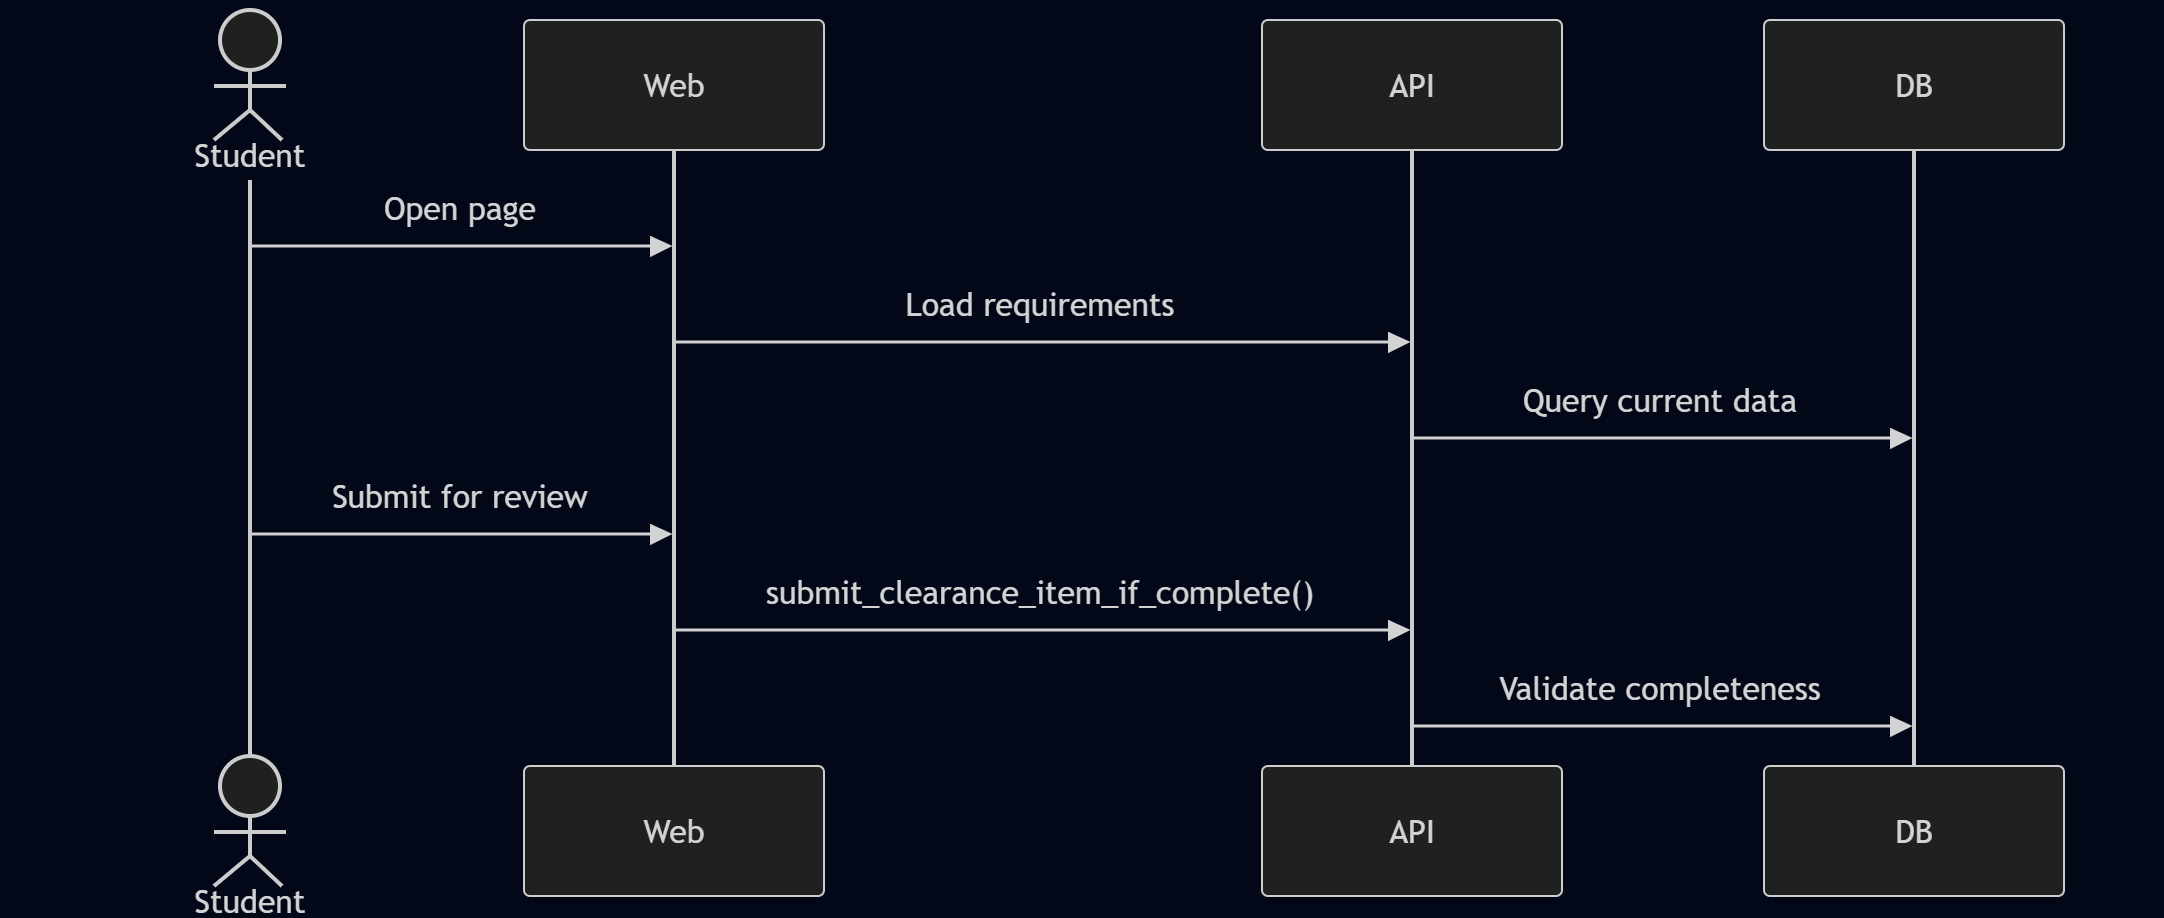 Student
Web
API
DB
Open page
Load requirements
Query current data
Submit for review
submit_clearance_item_if_complete()
Validate completeness
Student
Web
API
DB